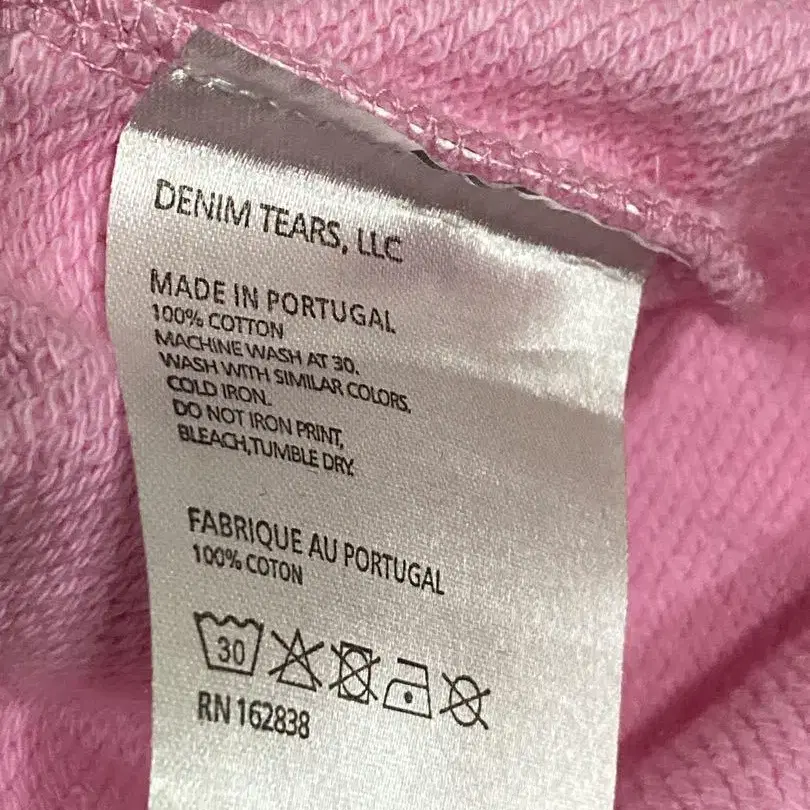 DENIM TEARS, LLC
MADE IN PORTUGAL
100% COTTON
MACHINE WASH AT 30.
WASH WITH SIMILAR COLORS.
COLD IRON.
DO NOT IRON PRINT,
BLEACH,TUMBLE DRY.
FABRIQUE AU PORTUGAL
100% COTON
30
RN 162838